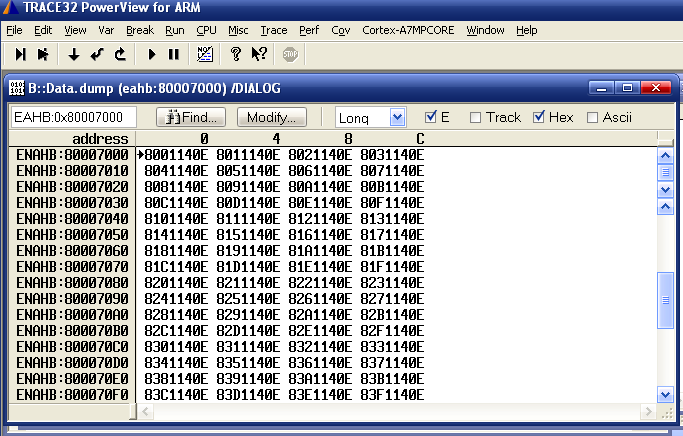 TRACE32 PowerView for ARM
File Edit View Var Break Run CPU Misc Trace Perf Cov Cortex-A7MPCORE Window Help
STOP
B::Data.dump (eahb:80007000) /DIALOG
EAHB:0x80007000 Find... Modify... Long E Track Hex Ascii
address 0 4 8 C
ENAHB:80007000 8001140E 8011140E 8021140E 8031140E
ENAHB:80007010 8041140E 8051140E 8061140E 8071140E
ENAHB:80007020 8081140E 8091140E 80A1140E 80B1140E
ENAHB:80007030 80C1140E 80D1140E 80E1140E 80F1140E
ENAHB:80007040 8101140E 8111140E 8121140E 8131140E
ENAHB:80007050 8141140E 8151140E 8161140E 8171140E
ENAHB:80007060 8181140E 8191140E 81A1140E 81B1140E
ENAHB:80007070 81C1140E 81D1140E 81E1140E 81F1140E
ENAHB:80007080 8201140E 8211140E 8221140E 8231140E
ENAHB:80007090 8241140E 8251140E 8261140E 8271140E
ENAHB:800070A0 8281140E 8291140E 82A1140E 82B1140E
ENAHB:800070B0 82C1140E 82D1140E 82E1140E 82F1140E
ENAHB:800070C0 8301140E 8311140E 8321140E 8331140E
ENAHB:800070D0 8341140E 8351140E 8361140E 8371140E
ENAHB:800070E0 8381140E 8391140E 83A1140E 83B1140E
ENAHB:800070F0 83C1140E 83D1140E 83E1140E 83F1140E